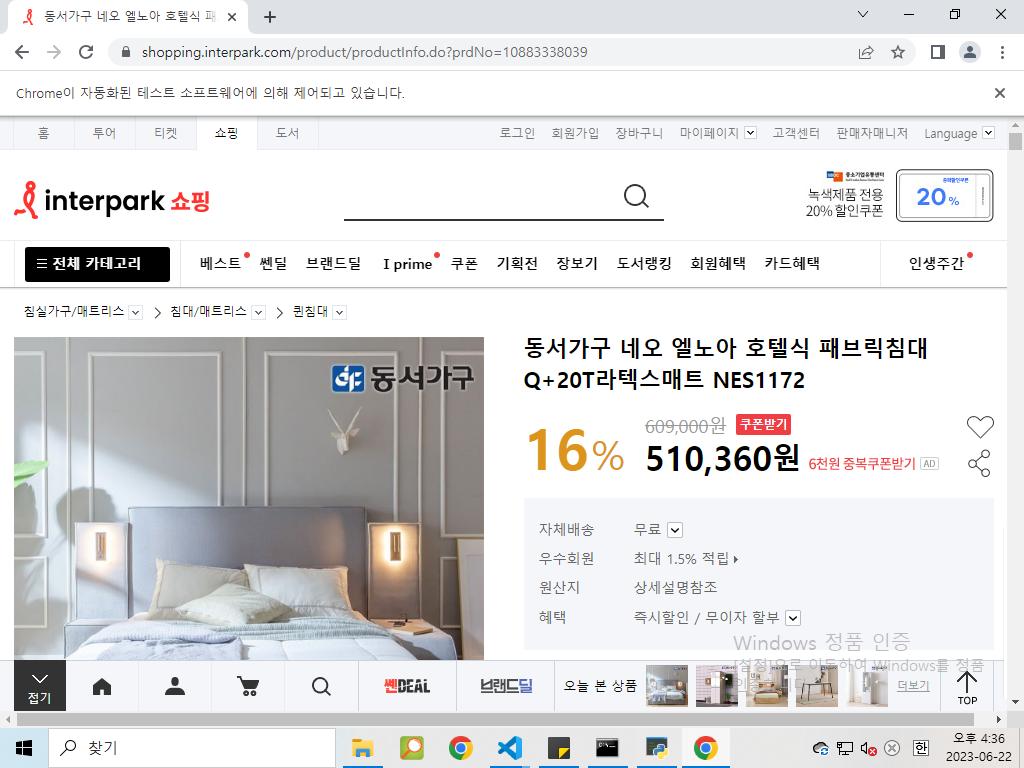 동서가구 네오 엘노아 호텔식 패
shopping.interpark.com/product/productInfo.do?prdNo=10883338039
Chrome이 자동화된 테스트 소프트웨어에 의해 제어되고 있습니다.
홈 투어 티켓 쇼핑 도서 로그인 회원가입 장바구니 마이페이지 고객센터 판매자매니저 Language
interpark 쇼핑
중소기업유통센터
녹색제품 전용
20% 할인쿠폰
20%
전체 카테고리 베스트 쎈딜 브랜드딜 I prime 쿠폰 기획전 장보기 도서랭킹 회원혜택 카드혜택 인생주간
침실가구/매트리스 침대/매트리스 퀸침대
동서가구
동서가구 네오 엘노아 호텔식 패브릭침대
Q+20T라텍스매트 NES1172
16%
609,000원 쿠폰받기
510,360원 6천원 중복쿠폰받기 AD
자체배송 무료
우수회원 최대 1.5% 적립
원산지 상세설명참조
혜택 즉시할인 / 무이자 할부
Windows 정품 인증
[설정]으로 이동하여 Windows를 정품
접기 쎈DEAL 브랜드딜 오늘 본 상품 더보기 TOP
찾기
한
오후 4:36
2023-06-22